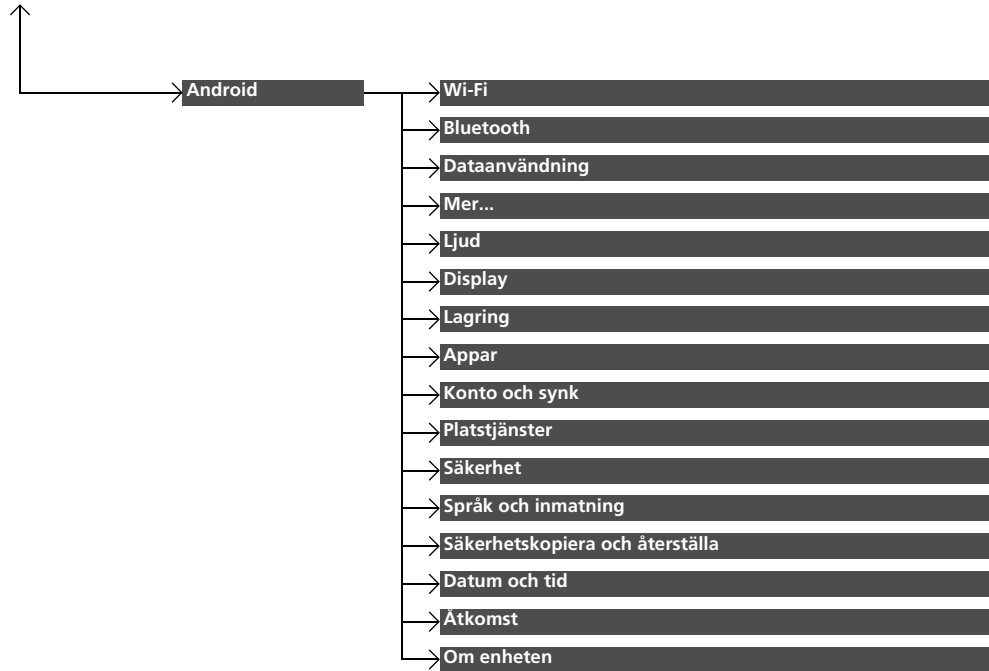 Android
Wi-Fi
Bluetooth
Dataanvändning
Mer...
Ljud
Display
Lagring
Appar
Konto och synk
Platstjänster
Säkerhet
Språk och inmatning
Säkerhetskopiera och återställa
Datum och tid
Åtkomst
Om enheten